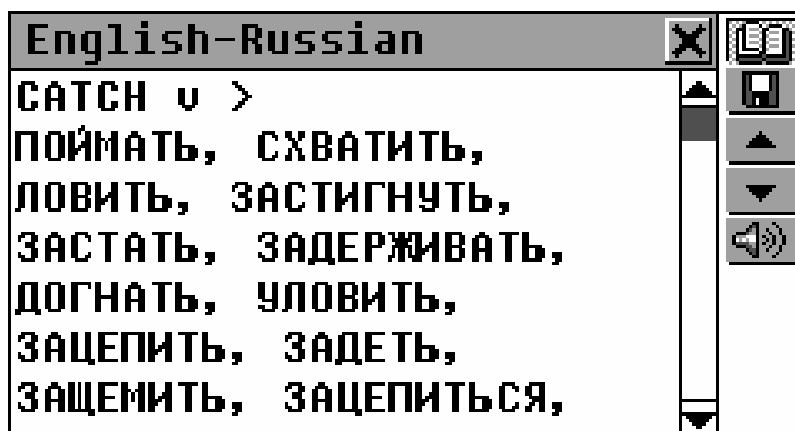 English-Russian
CATCH v >
ПОЙМАТЬ, СХВАТИТЬ,
ЛОВИТЬ, ЗАСТИГНУТЬ,
ЗАСТАТЬ, ЗАДЕРЖИВАТЬ,
ДОГНАТЬ, УЛОВИТЬ,
ЗАЦЕПИТЬ, ЗАДЕТЬ,
ЗАЩЕМИТЬ, ЗАЦЕПИТЬСЯ,